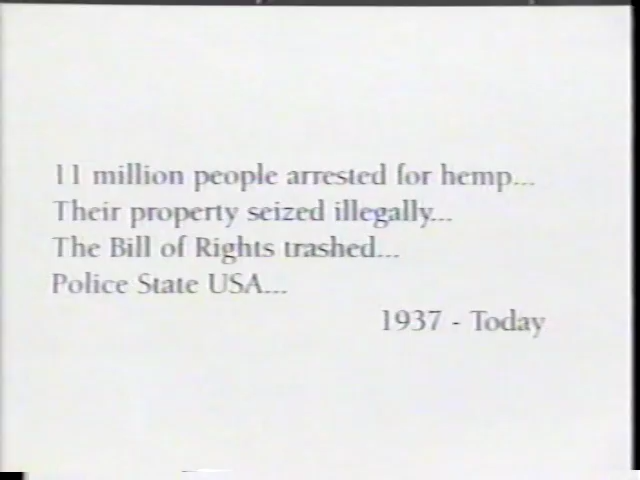 11 million people arrested for hemp...
Their property seized illegally...
The Bill of Rights trashed...
Police State USA...
1937 - Today